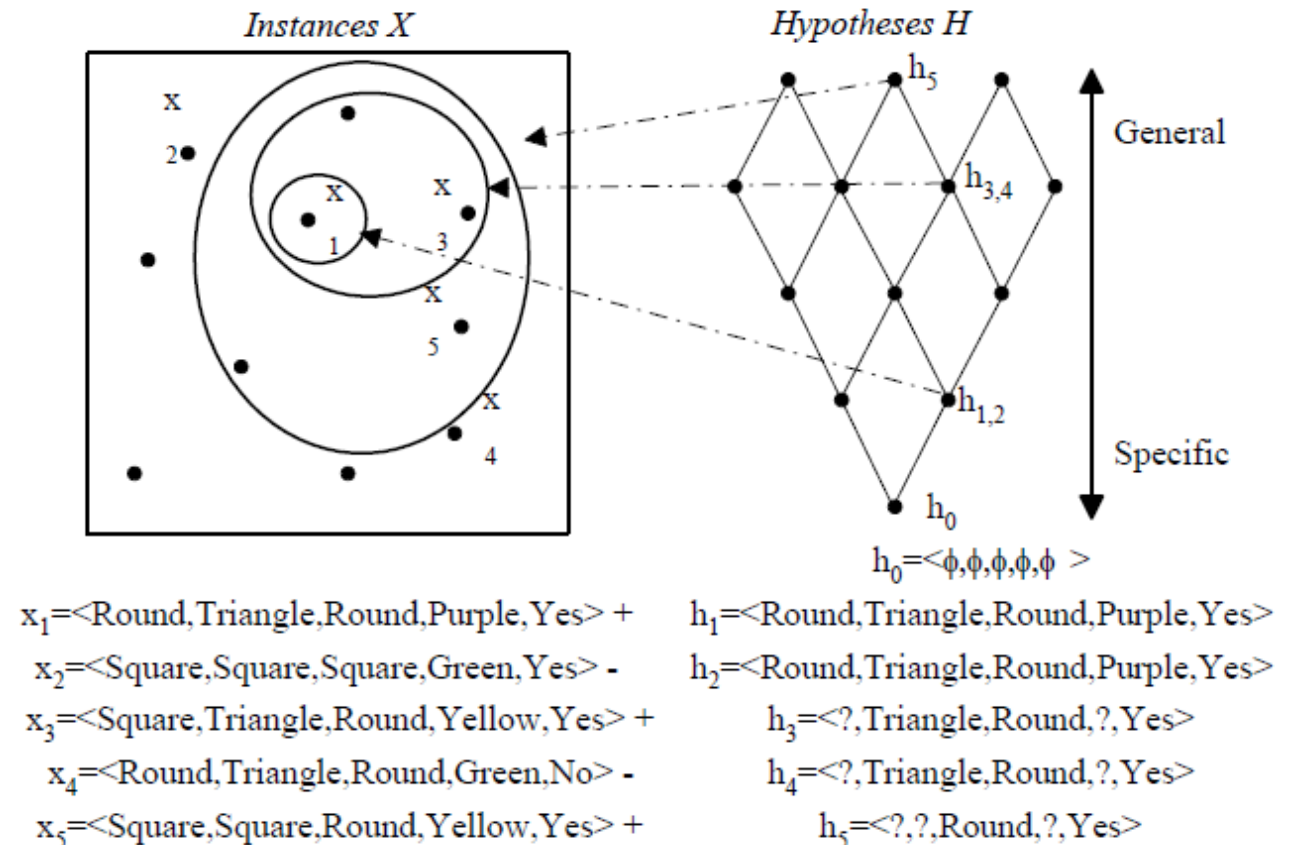 Instances X
Hypotheses H
x
2
x
1
x
3
x
5
x
4
h5
General
h3,4
h1,2
Specific
h0
h0=<ϕ,ϕ,ϕ,ϕ,ϕ >
x1=<Round,Triangle,Round,Purple,Yes> +
h1=<Round,Triangle,Round,Purple,Yes>
x2=<Square,Square,Square,Green,Yes> -
h2=<Round,Triangle,Round,Purple,Yes>
x3=<Square,Triangle,Round,Yellow,Yes> +
h3=<?,Triangle,Round,?,Yes>
x4=<Round,Triangle,Round,Green,No> -
h4=<?,Triangle,Round,?,Yes>
x5=<Square,Square,Round,Yellow,Yes> +
h5=<?,?,Round,?,Yes>